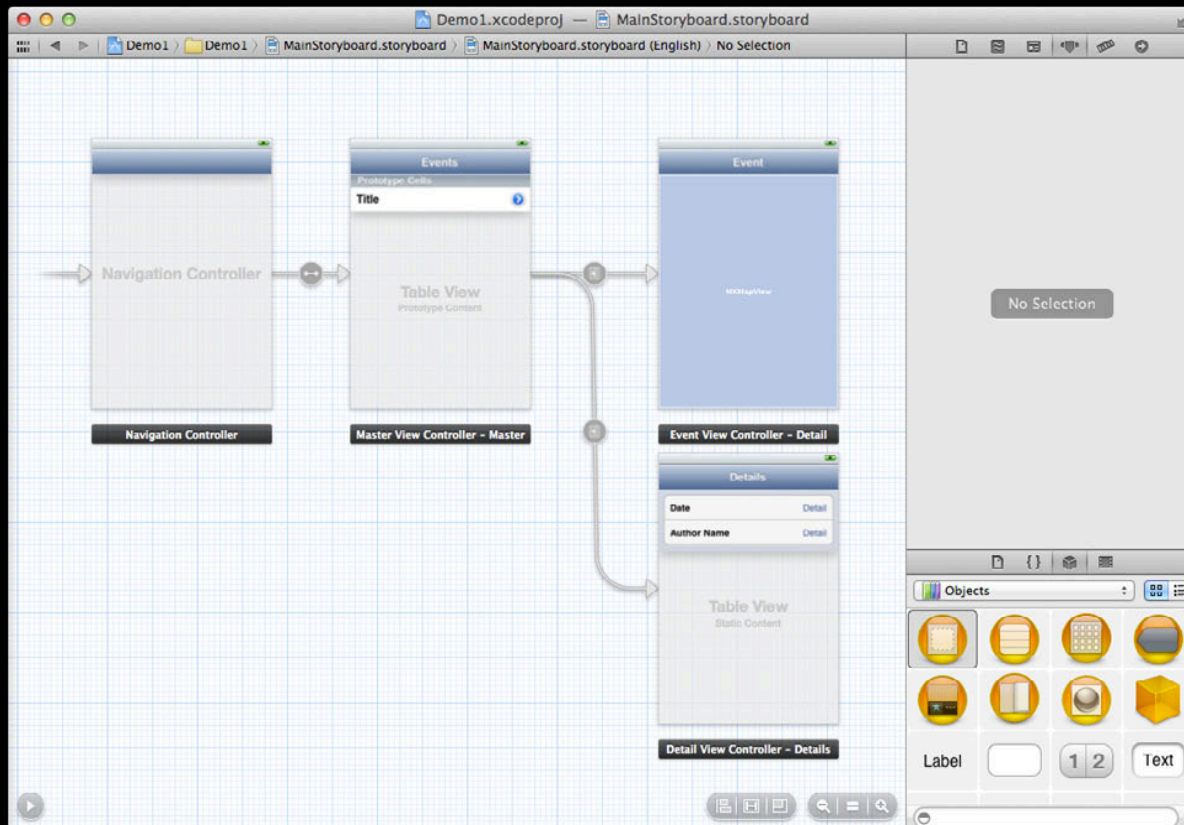 Demo1.xcodeproj — MainStoryboard.storyboard
Demo1 Demo1 MainStoryboard.storyboard MainStoryboard.storyboard (English) No Selection
Navigation Controller
Navigation Controller
Events
Prototype Cells
Title
Table View
Prototype Content
Master View Controller - Master
Event
MKMapView
Event View Controller - Detail
Details
Date Detail
Author Name Detail
Table View
Static Content
Detail View Controller - Details
No Selection
{}
Objects
Label
1 2
Text